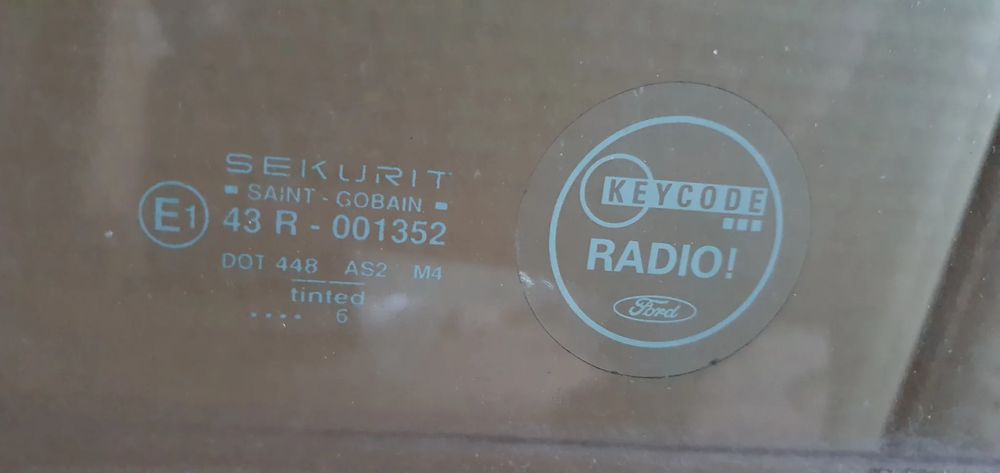 SEKURIT
SAINT-GOBAIN
E1
43 R - 001352
DOT 448 AS2 M4
tinted
.... 6
KEYCODE
RADIO!
Ford